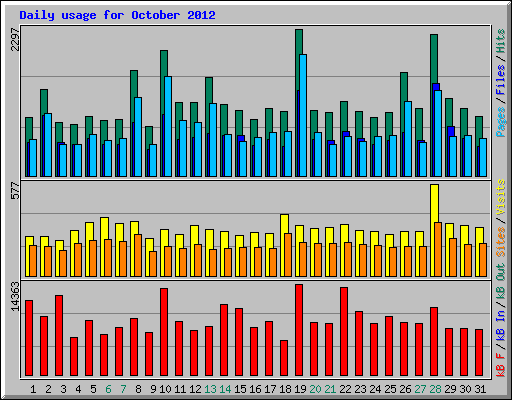 Daily usage for October 2012
2297
Pages / Files / Hits
577
Sites / Visits
14363
kB F / kB In / kB Out
1 2 3 4 5 6 7 8 9 10 11 12 13 14 15 16 17 18 19 20 21 22 23 24 25 26 27 28 29 30 31